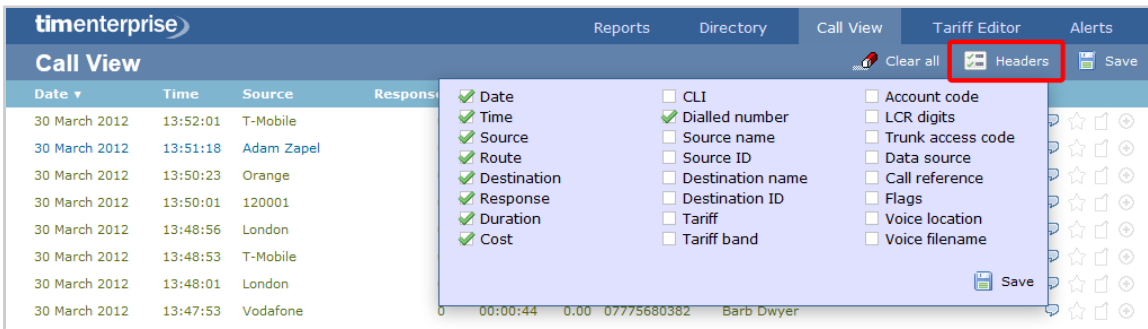 timenterprise
Reports Directory Call View Tariff Editor Alerts
Call View Clear all Headers Save
Date ▾ Time Source Respons
30 March 2012 13:52:01 T-Mobile
30 March 2012 13:51:18 Adam Zapel
30 March 2012 13:50:23 Orange
30 March 2012 13:50:01 120001
30 March 2012 13:48:56 London
30 March 2012 13:48:53 T-Mobile
30 March 2012 13:48:01 London
30 March 2012 13:47:53 Vodafone 0 00:00:44 0.00 07775680382 Barb Dwyer
Date CLI Account code
Time Dialled number LCR digits
Source Source name Trunk access code
Route Source ID Data source
Destination Destination name Call reference
Response Destination ID Flags
Duration Tariff Voice location
Cost Tariff band Voice filename
Save